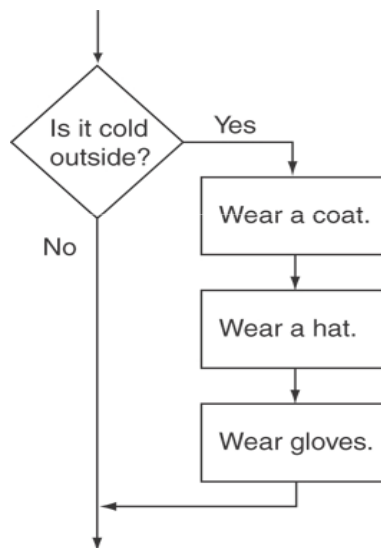 Is it cold
outside?
Yes
Wear a coat.
No
Wear a hat.
Wear gloves.